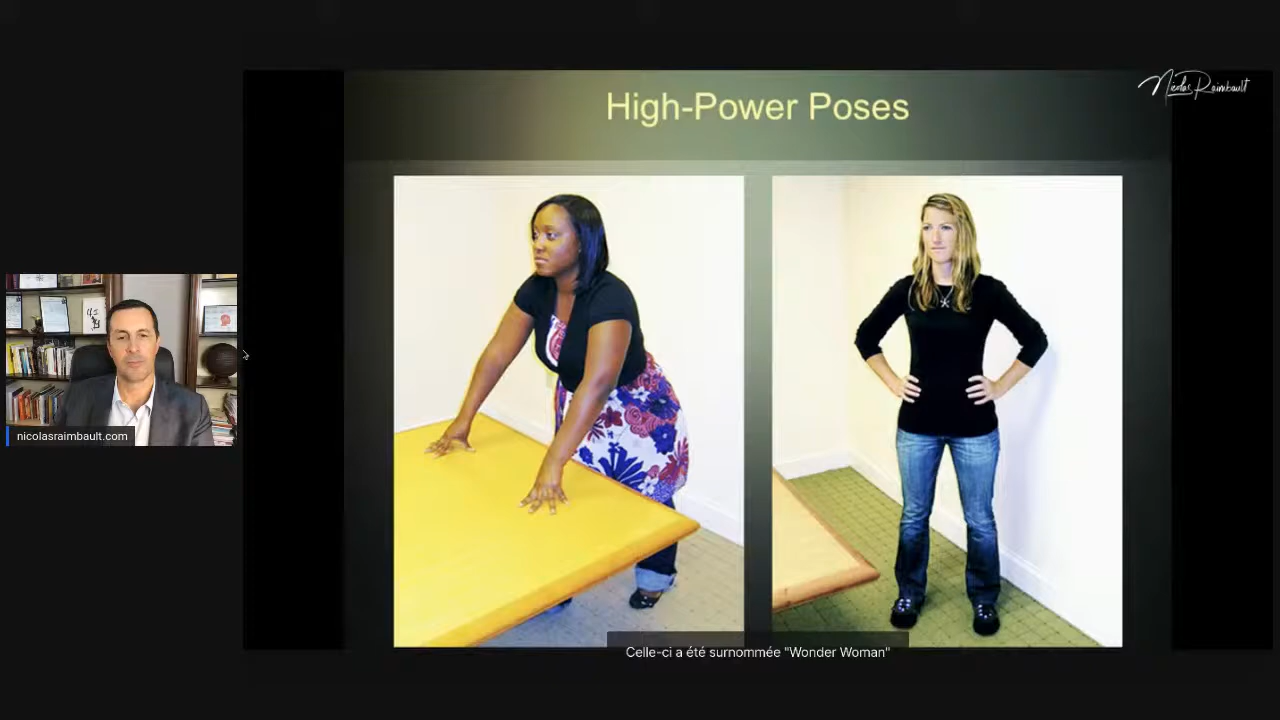 High-Power Poses
Nicolas Raimbault
nicolasraimbault.com
Celle-ci a été surnommée "Wonder Woman"